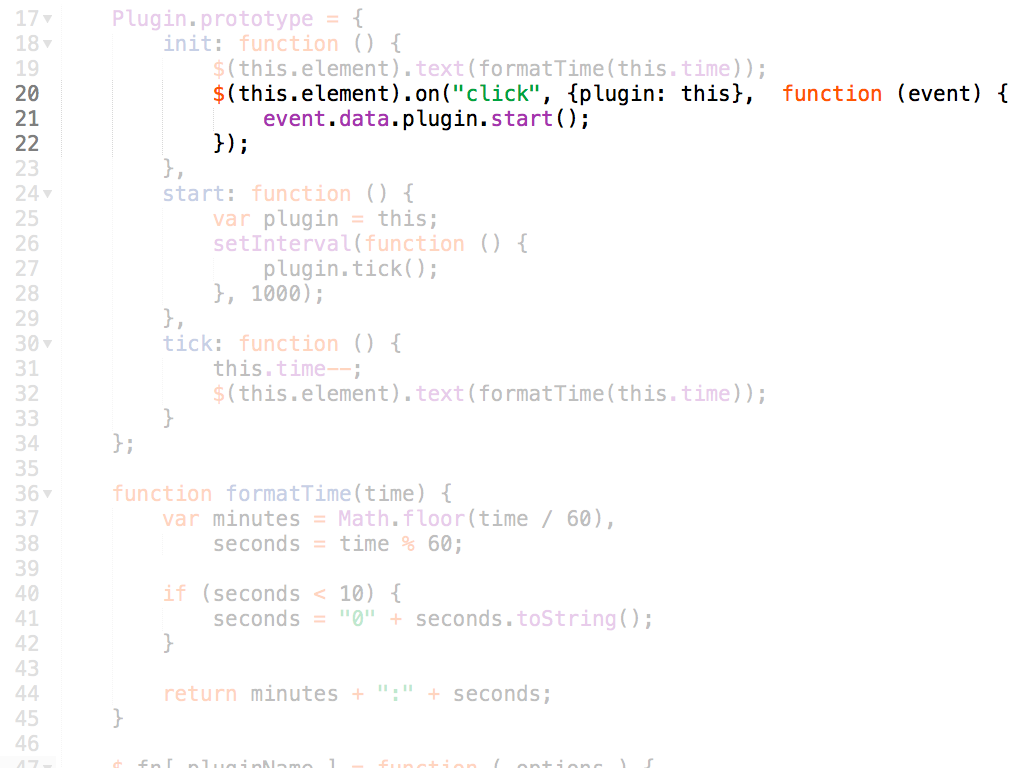 17 Plugin.prototype = {
18 init: function () {
19 $(this.element).text(formatTime(this.time));
20 $(this.element).on("click", {plugin: this},  function (event) {
21 event.data.plugin.start();
22 });
23 },
24 start: function () {
25 var plugin = this;
26 setInterval(function () {
27 plugin.tick();
28 }, 1000);
29 },
30 tick: function () {
31 this.time--;
32 $(this.element).text(formatTime(this.time));
33 }
34 };
35
36 function formatTime(time) {
37 var minutes = Math.floor(time / 60),
38 seconds = time % 60;
39
40 if (seconds < 10) {
41 seconds = "0" + seconds.toString();
42 }
43
44 return minutes + ":" + seconds;
45 }
46
47 $.fn[ pluginName ] = function ( options ) {